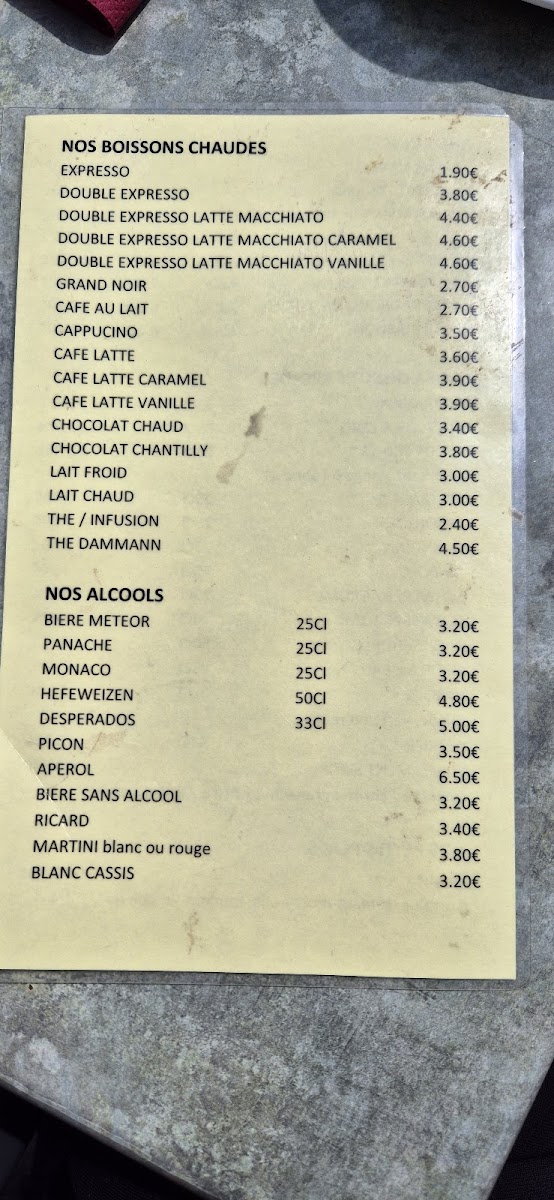 NOS BOISSONS CHAUDES
EXPRESSO 1.90€
DOUBLE EXPRESSO 3.80€
DOUBLE EXPRESSO LATTE MACCHIATO 4.40€
DOUBLE EXPRESSO LATTE MACCHIATO CARAMEL 4.60€
DOUBLE EXPRESSO LATTE MACCHIATO VANILLE 4.60€
GRAND NOIR 2.70€
CAFE AU LAIT 2.70€
CAPPUCINO 3.50€
CAFE LATTE 3.60€
CAFE LATTE CARAMEL 3.90€
CAFE LATTE VANILLE 3.90€
CHOCOLAT CHAUD 3.40€
CHOCOLAT CHANTILLY 3.80€
LAIT FROID 3.00€
LAIT CHAUD 3.00€
THE / INFUSION 2.40€
THE DAMMANN 4.50€
NOS ALCOOLS
BIERE METEOR 25Cl 3.20€
PANACHE 25Cl 3.20€
MONACO 25Cl 3.20€
HEFEWEIZEN 50Cl 4.80€
DESPERADOS 33Cl 5.00€
PICON 3.50€
APEROL 6.50€
BIERE SANS ALCOOL 3.20€
RICARD 3.40€
MARTINI blanc ou rouge 3.80€
BLANC CASSIS 3.20€